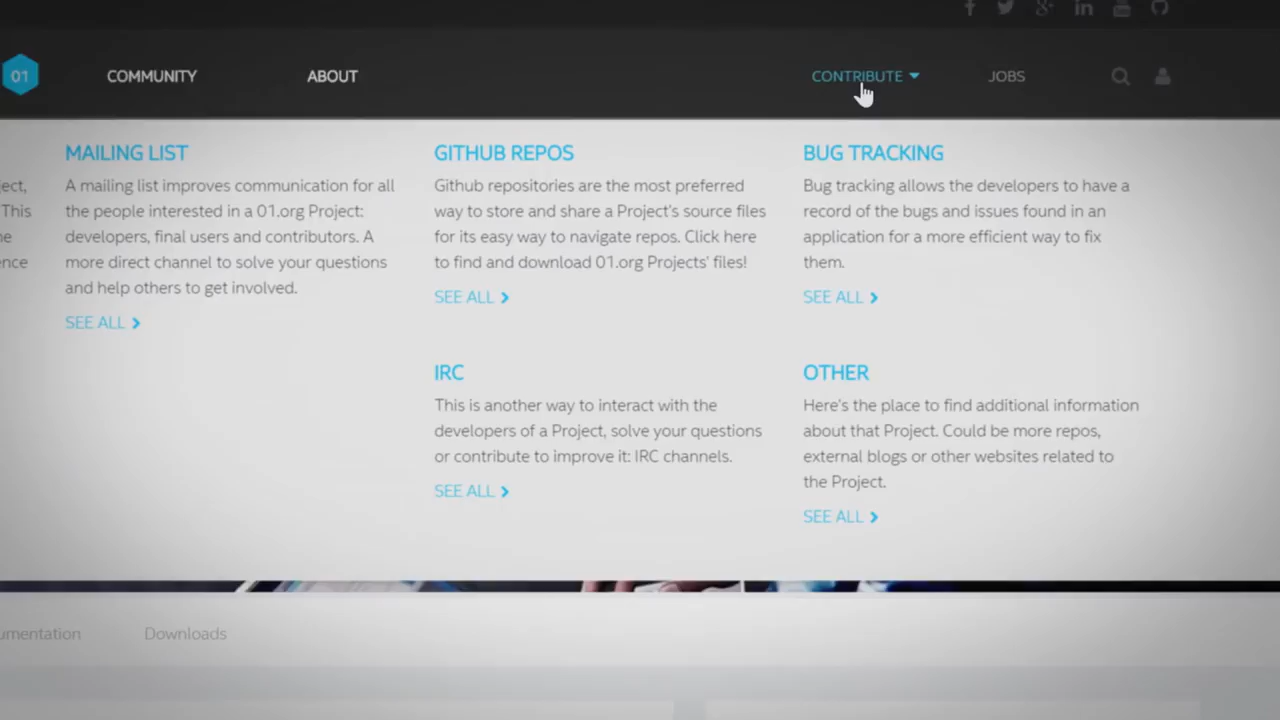 01
COMMUNITY
ABOUT
CONTRIBUTE
JOBS
ject,
This
ne
ence
MAILING LIST
A mailing list improves communication for all
the people interested in a 01.org Project:
developers, final users and contributors. A
more direct channel to solve your questions
and help others to get involved.
SEE ALL
GITHUB REPOS
Github repositories are the most preferred
way to store and share a Project's source files
for its easy way to navigate repos. Click here
to find and download 01.org Projects' files!
SEE ALL
BUG TRACKING
Bug tracking allows the developers to have a
record of the bugs and issues found in an
application for a more efficient way to fix
them.
SEE ALL
IRC
This is another way to interact with the
developers of a Project, solve your questions
or contribute to improve it: IRC channels.
SEE ALL
OTHER
Here's the place to find additional information
about that Project. Could be more repos,
external blogs or other websites related to
the Project.
SEE ALL
umentation
Downloads